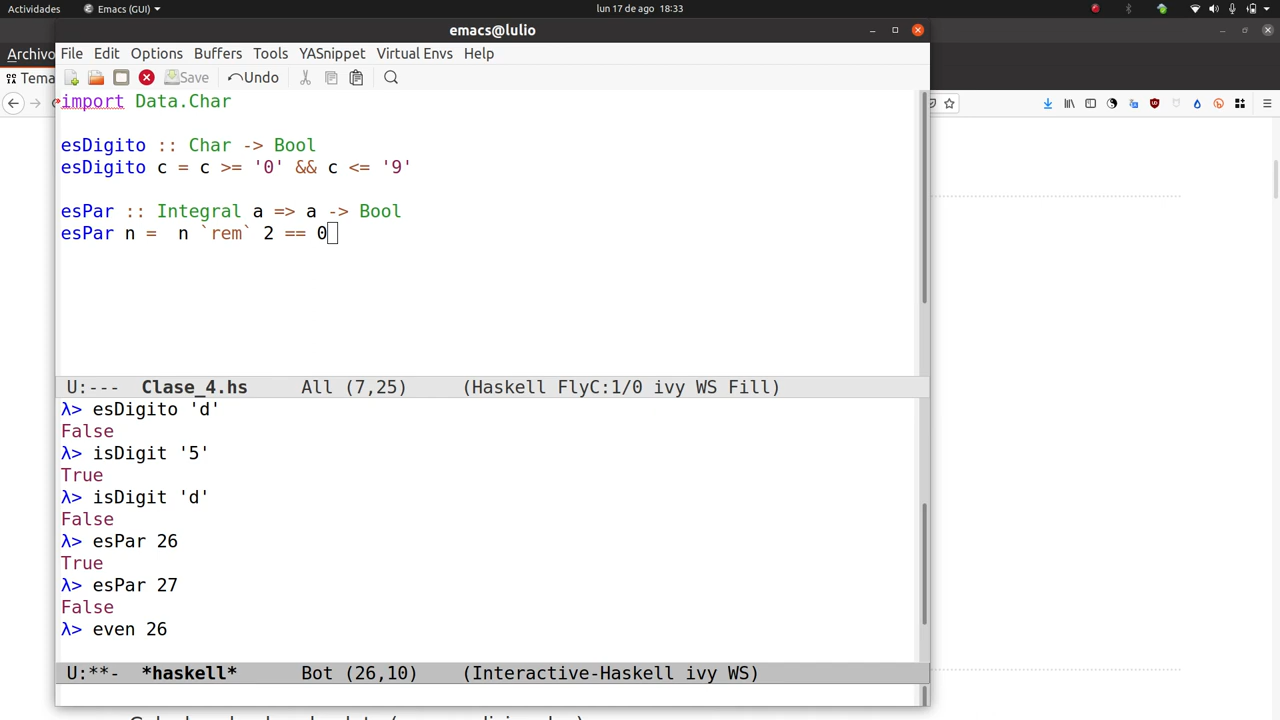 Actividades Emacs (GUI) lun 17 de ago 18:33
emacs@lulio
Archivo
File Edit Options Buffers Tools YASnippet Virtual Envs Help
Tema
Save Undo
import Data.Char
esDigito :: Char -> Bool
esDigito c = c >= '0' && c <= '9'
esPar :: Integral a => a -> Bool
esPar n =  n `rem` 2 == 0
U:--- Clase_4.hs All (7,25) (Haskell FlyC:1/0 ivy WS Fill)
λ> esDigito 'd'
False
λ> isDigit '5'
True
λ> isDigit 'd'
False
λ> esPar 26
True
λ> esPar 27
False
λ> even 26
U:**- *haskell* Bot (26,10) (Interactive-Haskell ivy WS)